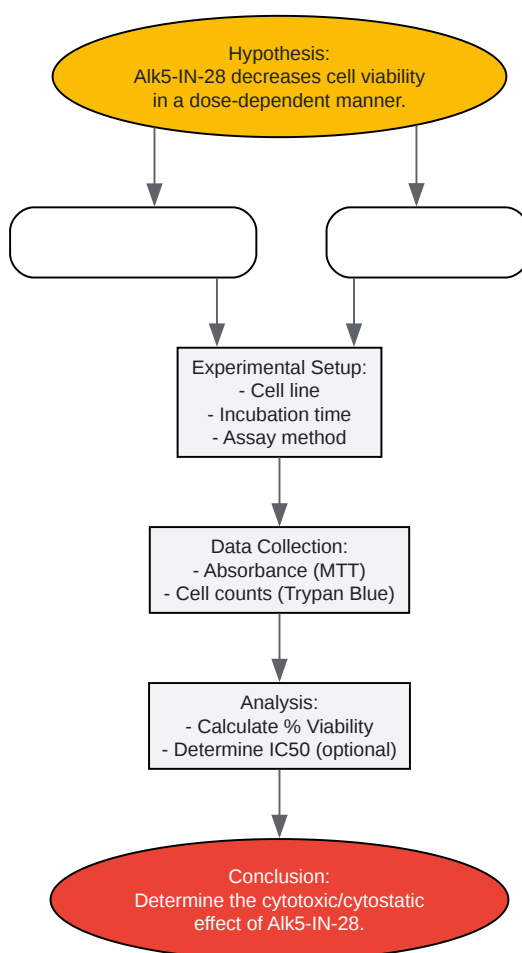 Hypothesis:
Alk5-IN-28 decreases cell viability
in a dose-dependent manner.
Experimental Setup:
- Cell line
- Incubation time
- Assay method
Data Collection:
- Absorbance (MTT)
- Cell counts (Trypan Blue)
Analysis:
- Calculate % Viability
- Determine IC50 (optional)
Conclusion:
Determine the cytotoxic/cytostatic
effect of Alk5-IN-28.